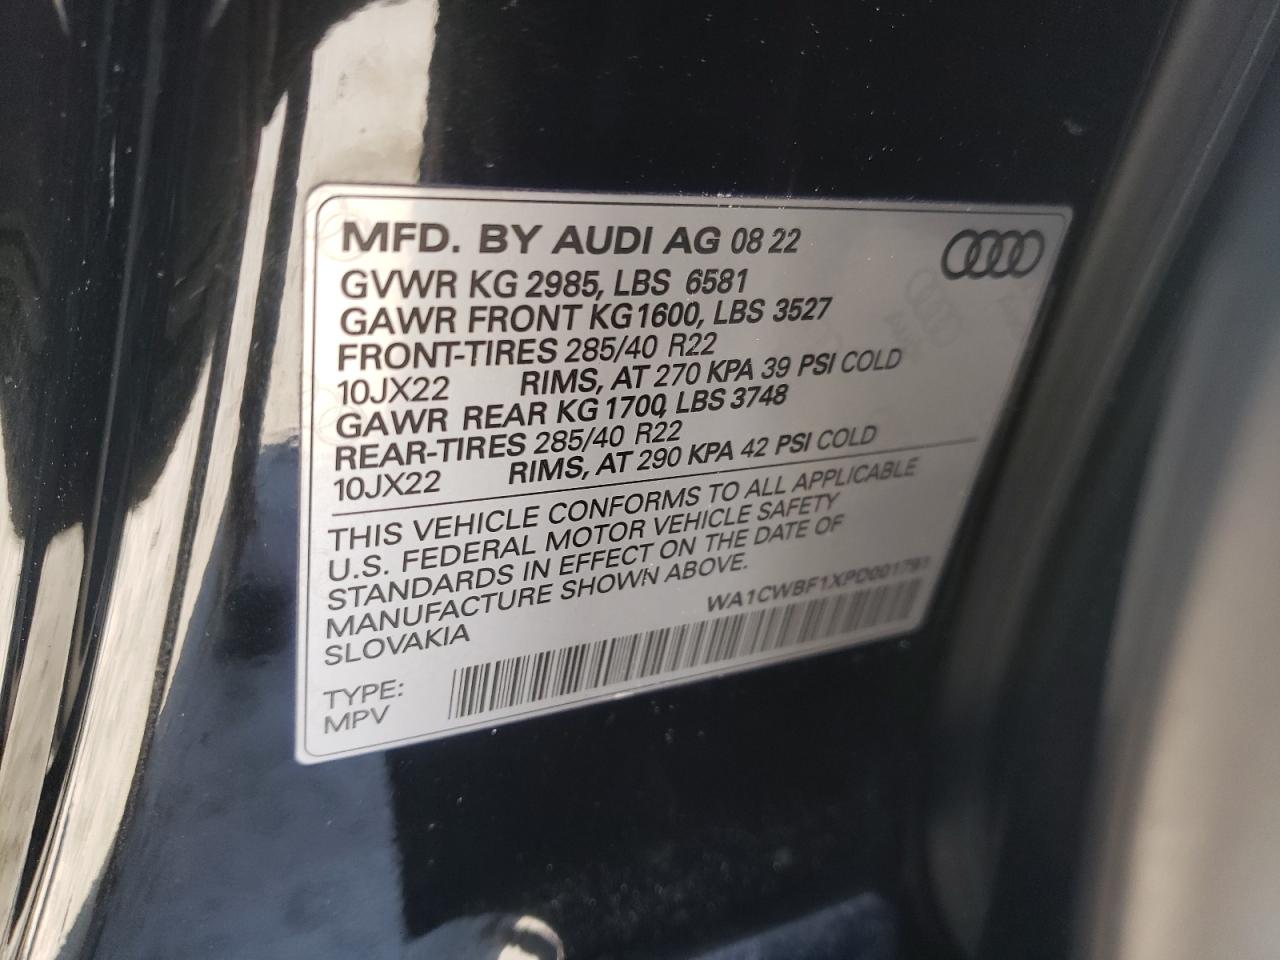 MFD. BY AUDI AG 08 22
GVWR KG 2985, LBS 6581
GAWR FRONT KG 1600, LBS 3527
FRONT-TIRES 285/40 R22
10JX22 RIMS, AT 270 KPA 39 PSI COLD
GAWR REAR KG 1700, LBS 3748
REAR-TIRES 285/40 R22
10JX22 RIMS, AT 290 KPA 42 PSI COLD
THIS VEHICLE CONFORMS TO ALL APPLICABLE
U.S. FEDERAL MOTOR VEHICLE SAFETY
STANDARDS IN EFFECT ON THE DATE OF
MANUFACTURE SHOWN ABOVE.
SLOVAKIA
WA1CWBF1XPD001791
TYPE:
MPV